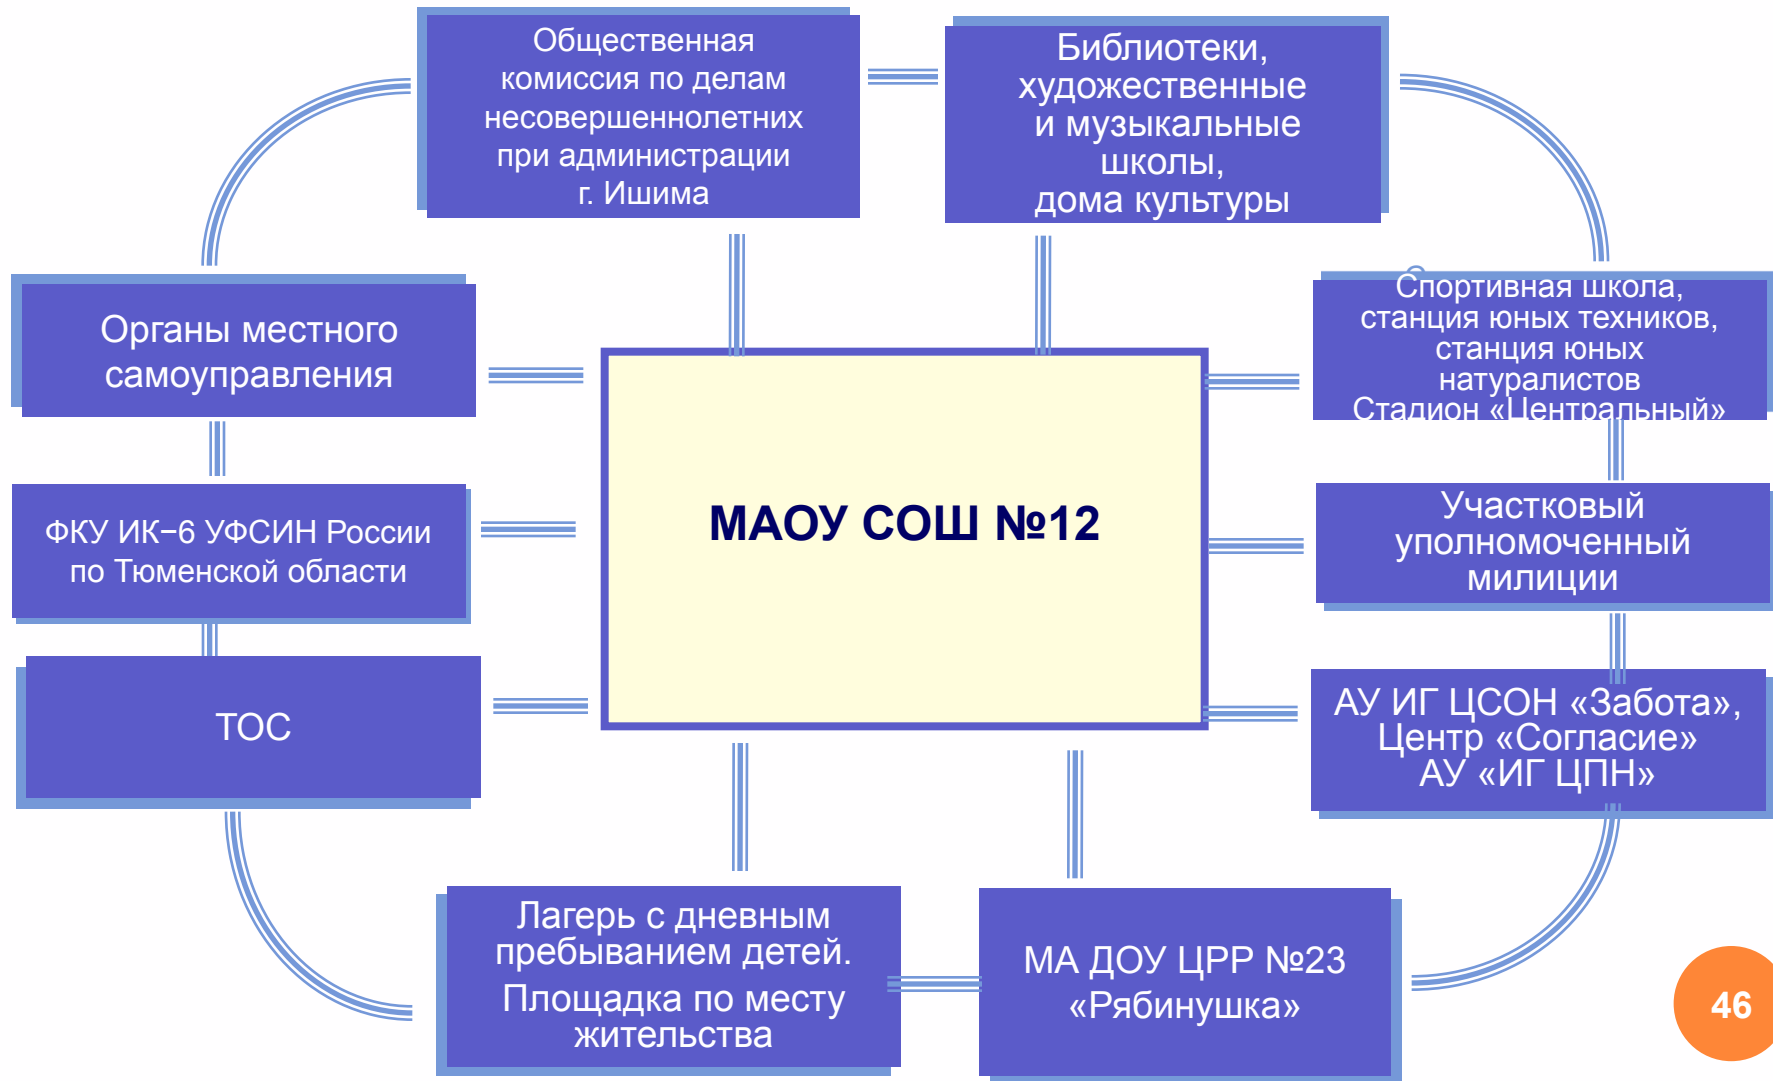 Общественная
комиссия по делам
несовершеннолетних
при администрации
г. Ишима
Библиотеки,
художественные
и музыкальные
школы,
дома культуры
Органы местного
самоуправления
Спортивная школа,
станция юных техников,
станция юных
натуралистов
Стадион «Центральный»
ФКУ ИК–6 УФСИН России
по Тюменской области
МАОУ СОШ №12
Участковый
уполномоченный
милиции
ТОС
АУ ИГ ЦСОН «Забота»,
Центр «Согласие»
АУ «ИГ ЦПН»
Лагерь с дневным
пребыванием детей.
Площадка по месту
жительства
МА ДОУ ЦРР №23
«Рябинушка»
46